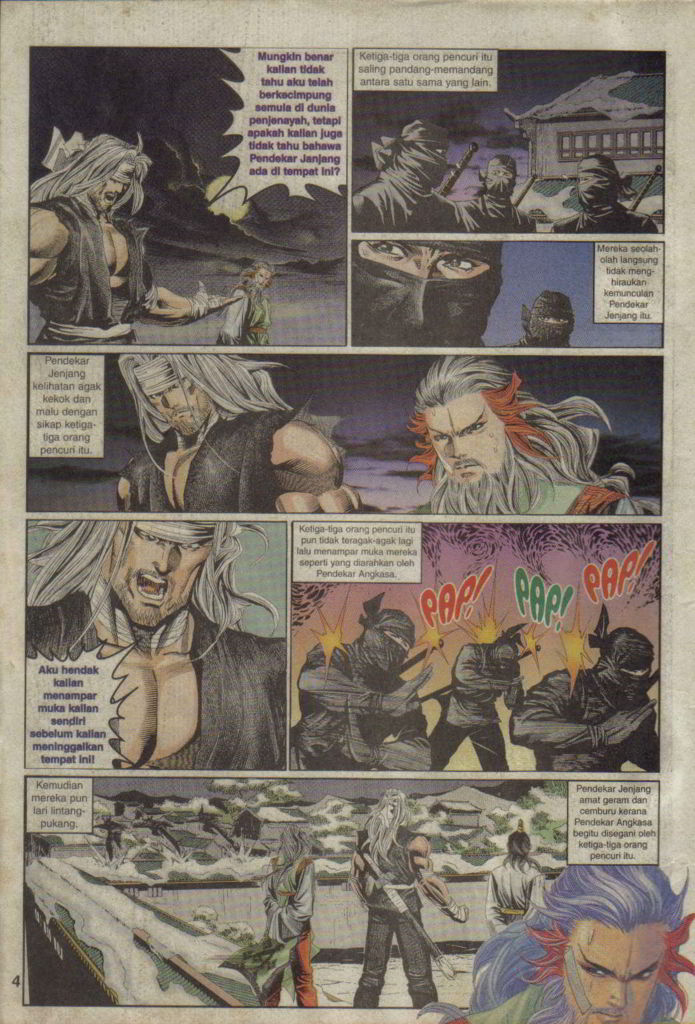 Mungkin benar
kalian tidak
tahu aku telah
berkecimpung
semula di dunia
penjenayah, tetapi
apakah kalian juga
tidak tahu bahawa
Pendekar Janjang
ada di tempat ini?
Ketiga-tiga orang pencuri itu
saling pandang-memandang
antara satu sama yang lain.
Mereka seolah-
olah langsung
tidak meng-
hiraukan
kemunculan
Pendekar
Jenjang itu.
Pendekar
Jenjang
kelihatan agak
kekok dan
malu dengan
sikap ketiga-
tiga orang
pencuri itu.
Aku hendak
kalian
menampar
muka kalian
sendiri
sebelum kalian
meninggalkan
tempat ini!
Ketiga-tiga orang pencuri itu
pun tidak teragak-agak lagi
lalu menampar muka mereka
seperti yang diarahkan oleh
Pendekar Angkasa.
PAP!
PAP!
PAP!
Kemudian
mereka pun
lari lintang-
pukang.
Pendekar Jenjang
amat geram dan
cemburu kerana
Pendekar Angkasa
begitu disegani oleh
ketiga-tiga orang
pencuri itu.
4